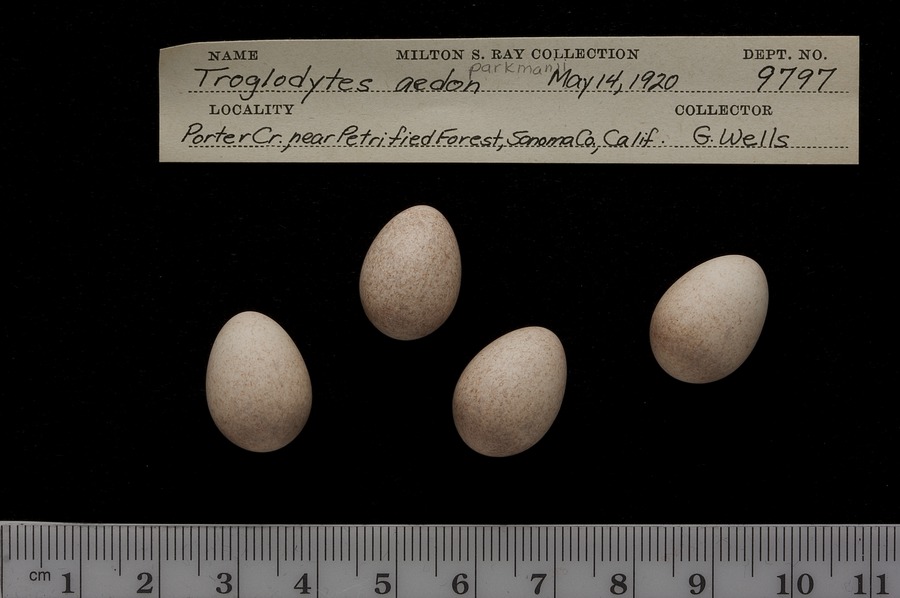 NAME MILTON S. RAY COLLECTION DEPT. NO.
parkmanii
Troglodytes aedon May 14, 1920 9797
LOCALITY COLLECTOR
Porter Cr. near Petrified Forest, Sonoma Co, Calif. G. Wells
cm 1 2 3 4 5 6 7 8 9 10 11